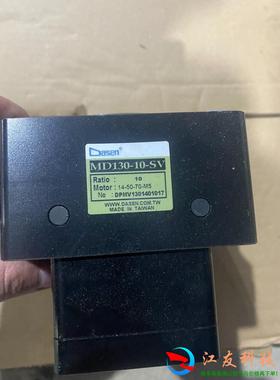 Dasen
MD130-10-SV
Ratio : 10
Motor : 14-50-70-M5
No : DPMV1301401017
WWW.DASEN.COM.TW
MADE IN TAIWAN
江友科技